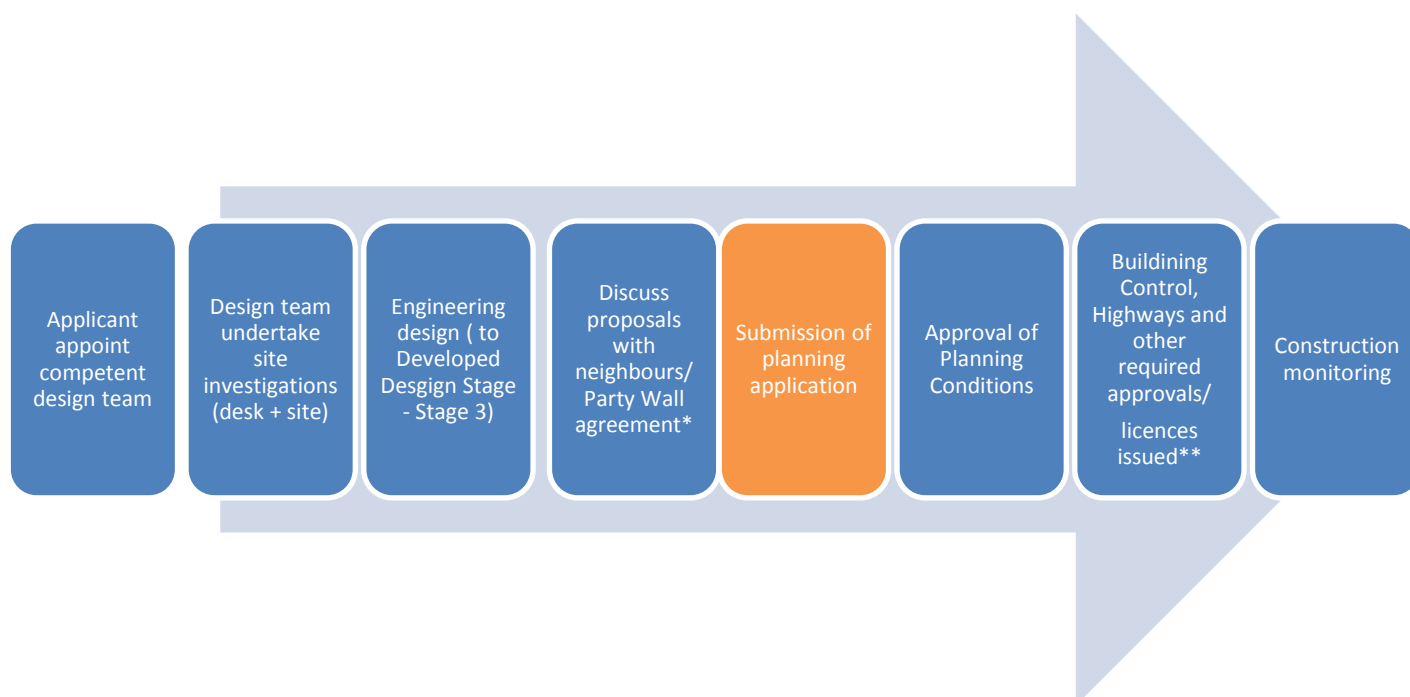 Applicant
appoint
competent
design team
Design team
undertake
site
investigations
(desk + site)
Engineering
design ( to
Developed
Desgign Stage
- Stage 3)
Discuss
proposals
with
neighbours/
Party Wall
agreement*
Submission of
planning
application
Approval of
Planning
Conditions
Buildining
Control,
Highways and
other
required
approvals/
licences
issued**
Construction
monitoring